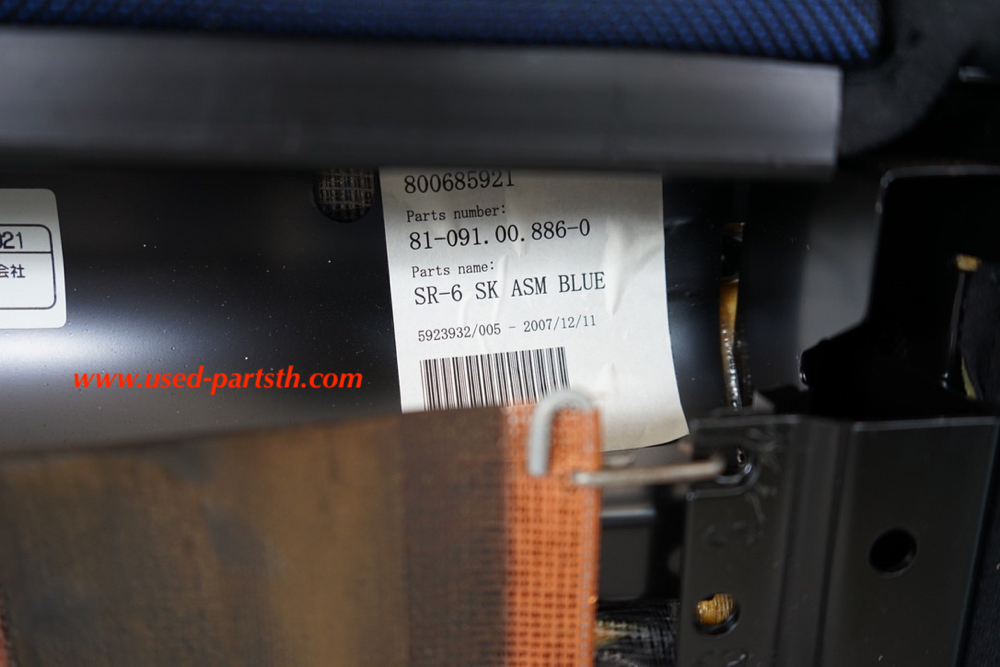 800685921
Parts number:
81-091.00.886-0
Parts name:
SR-6 SK ASM BLUE
5923932/005 - 2007/12/11
921
会社
www.used-partsth.com